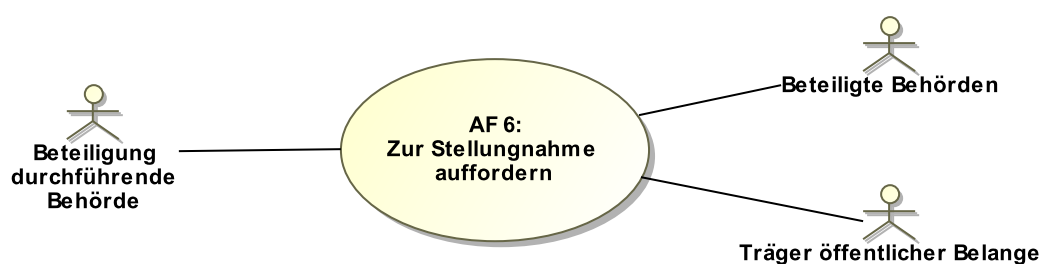 Beteiligung
durchführende
Behörde
AF 6:
Zur Stellungnahme
auffordern
Beteiligte Behörden
Träger öffentlicher Belange